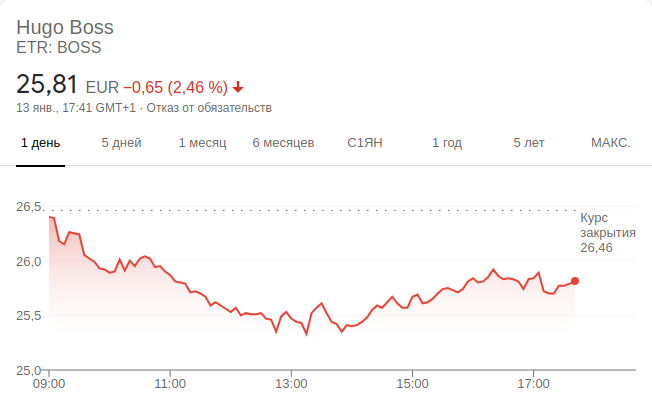 Hugo Boss
ETR: BOSS
25,81 EUR −0,65 (2,46 %)
13 янв., 17:41 GMT+1 · Отказ от обязательств
1 день 5 дней 1 месяц 6 месяцев С1ЯН 1 год 5 лет МАКС.
26,5
Курс
закрытия
26,46
26,0
25,5
25,0
09:00 11:00 13:00 15:00 17:00